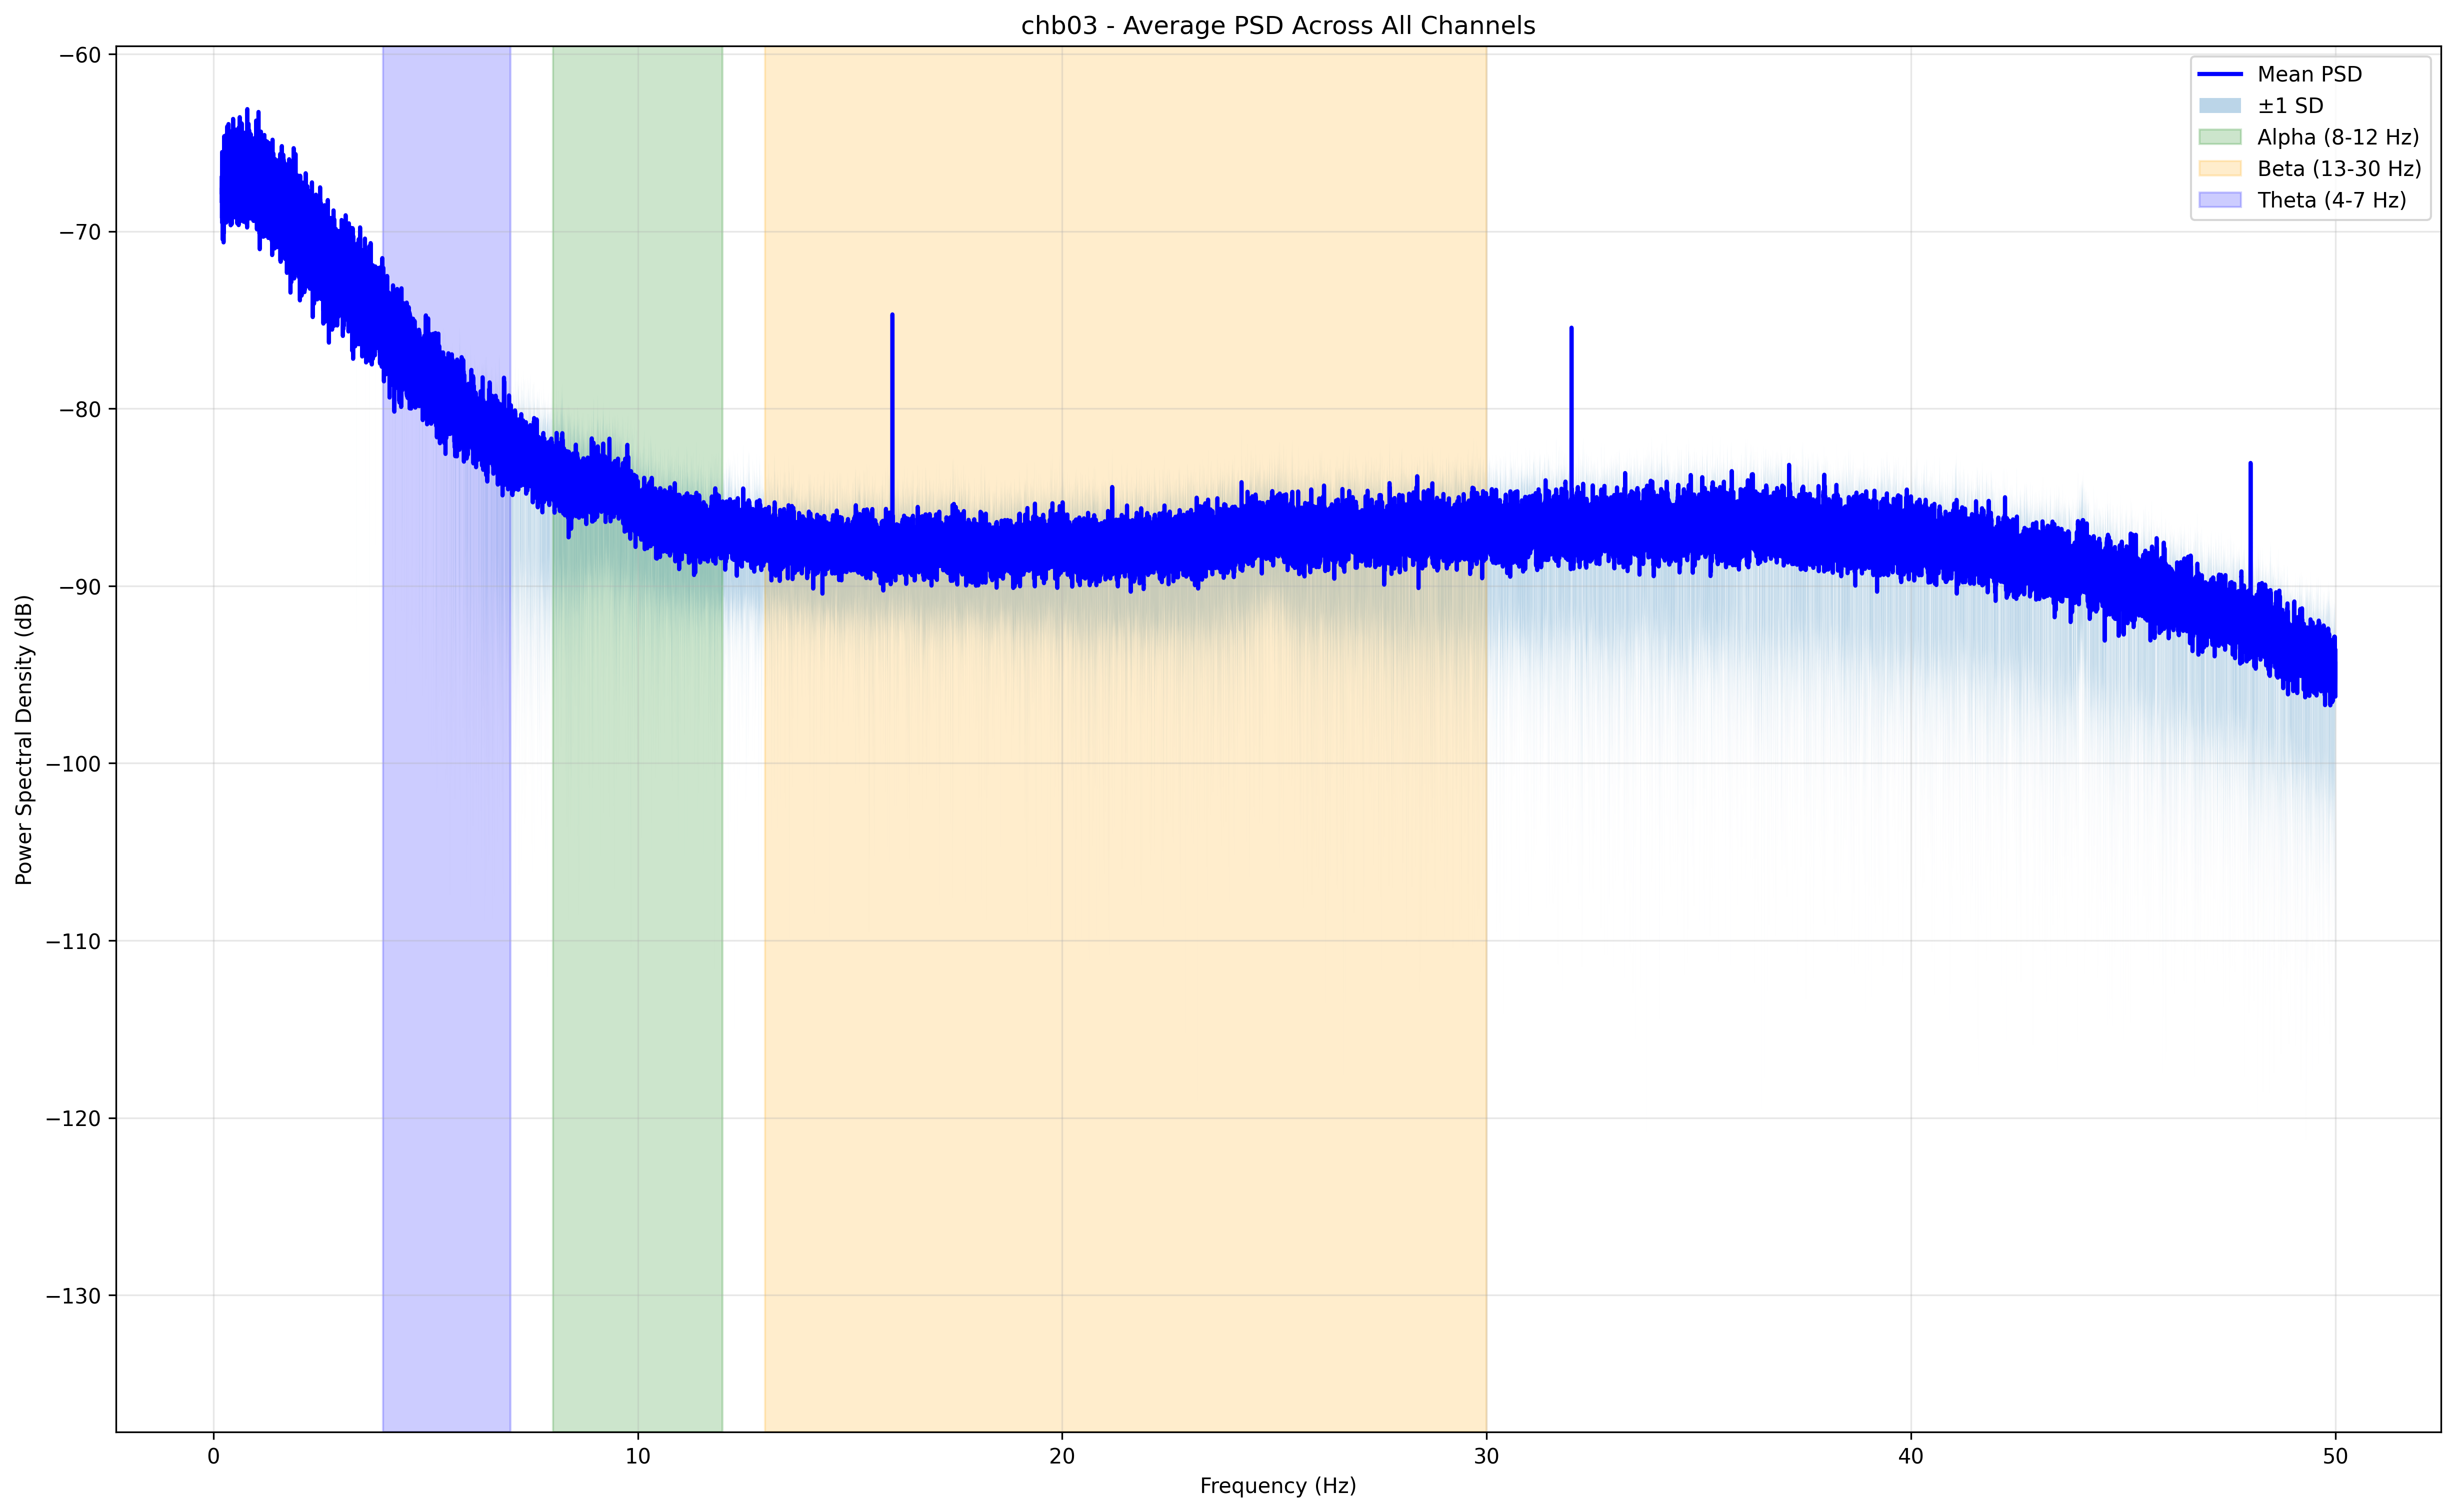 chb03 - Average PSD Across All Channels
Mean PSD
±1 SD
Alpha (8-12 Hz)
Beta (13-30 Hz)
Theta (4-7 Hz)
Power Spectral Density (dB)
−60
−70
−80
−90
−100
−110
−120
−130
0 10 20 30 40 50
Frequency (Hz)